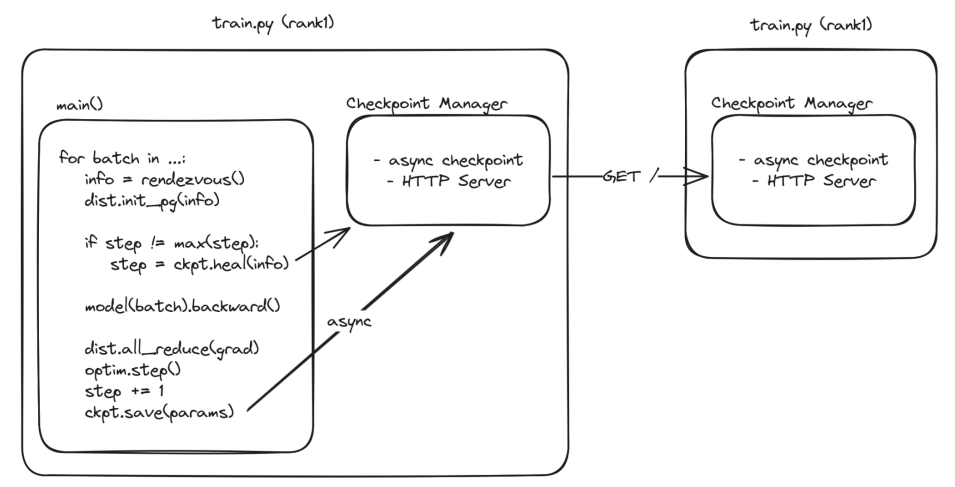 train.py (rank1)
main()
for batch in ...:
info = rendezvous()
dist.init_pg(info)
if step != max(step):
step = ckpt.heal(info)
model(batch).backward()
dist.all_reduce(grad)
optim.step()
step += 1
ckpt.save(params)
async
Checkpoint Manager
- async checkpoint
- HTTP Server
GET /
train.py (rank1)
Checkpoint Manager
- async checkpoint
- HTTP Server